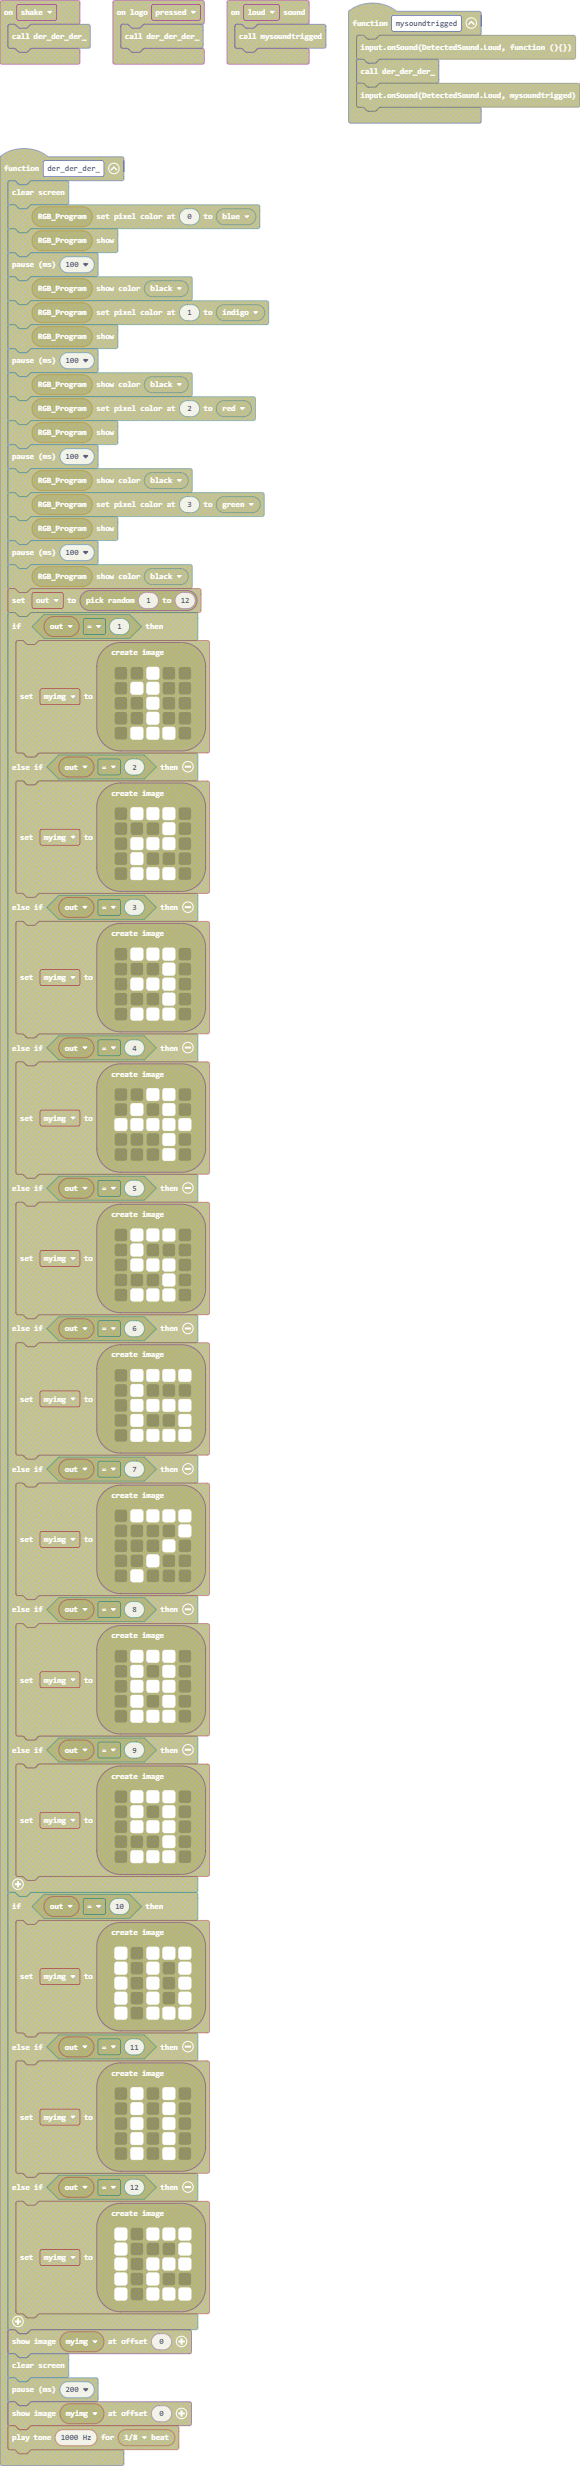 on shake
call der_der_der_
on logo pressed
call der_der_der_
on loud sound
call mysoundtrigged
function mysoundtrigged
input.onSound(DetectedSound.Loud, function (){})
call der_der_der_
input.onSound(DetectedSound.Loud, mysoundtrigged)
function der_der_der_
clear screen
RGB_Program set pixel color at 0 to blue
RGB_Program show
pause (ms) 100
RGB_Program show color black
RGB_Program set pixel color at 1 to indigo
RGB_Program show
pause (ms) 100
RGB_Program show color black
RGB_Program set pixel color at 2 to red
RGB_Program show
pause (ms) 100
RGB_Program show color black
RGB_Program set pixel color at 3 to green
RGB_Program show
pause (ms) 100
RGB_Program show color black
set out to pick random 1 to 12
if out = 1 then
create image
set myimg to
else if out = 2 then
create image
set myimg to
else if out = 3 then
create image
set myimg to
else if out = 4 then
create image
set myimg to
else if out = 5 then
create image
set myimg to
else if out = 6 then
create image
set myimg to
else if out = 7 then
create image
set myimg to
else if out = 8 then
create image
set myimg to
else if out = 9 then
create image
set myimg to
if out = 10 then
create image
set myimg to
else if out = 11 then
create image
set myimg to
else if out = 12 then
create image
set myimg to
show image myimg at offset 0
clear screen
pause (ms) 200
show image myimg at offset 0
play tone 1000 Hz for 1/8 beat